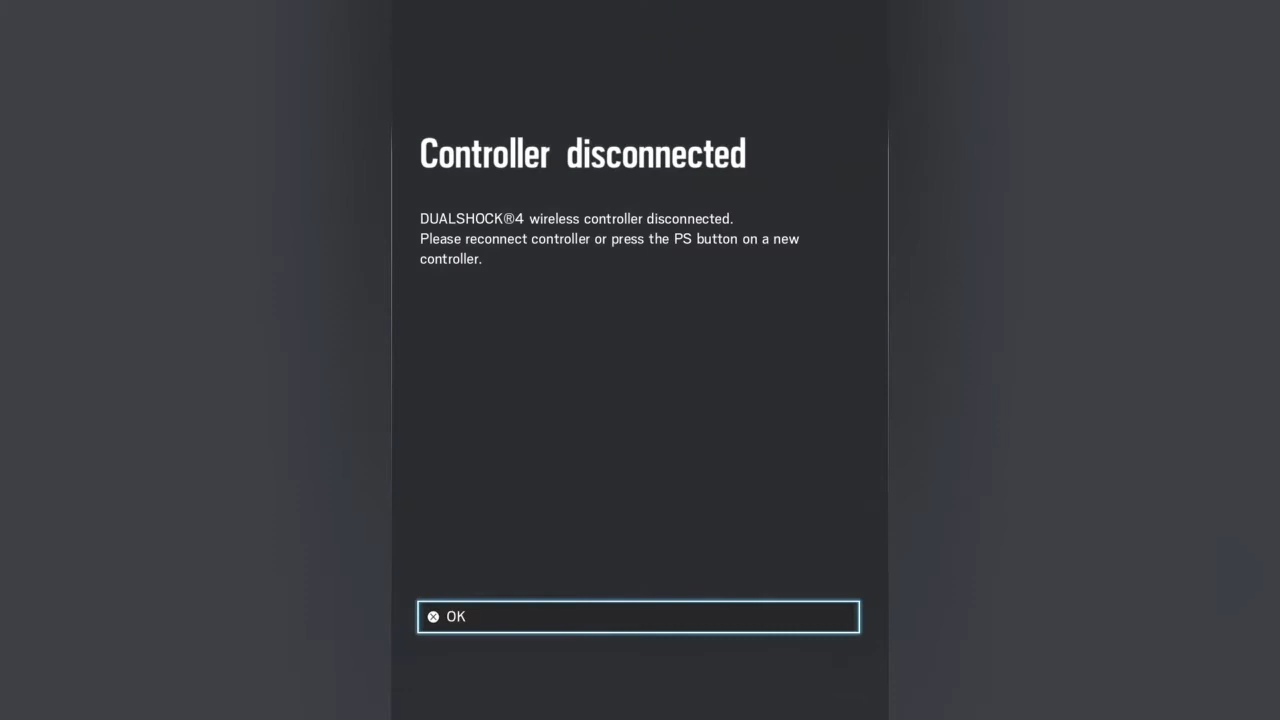 Controller disconnected
DUALSHOCK®4 wireless controller disconnected.
Please reconnect controller or press the PS button on a new
controller.
OK